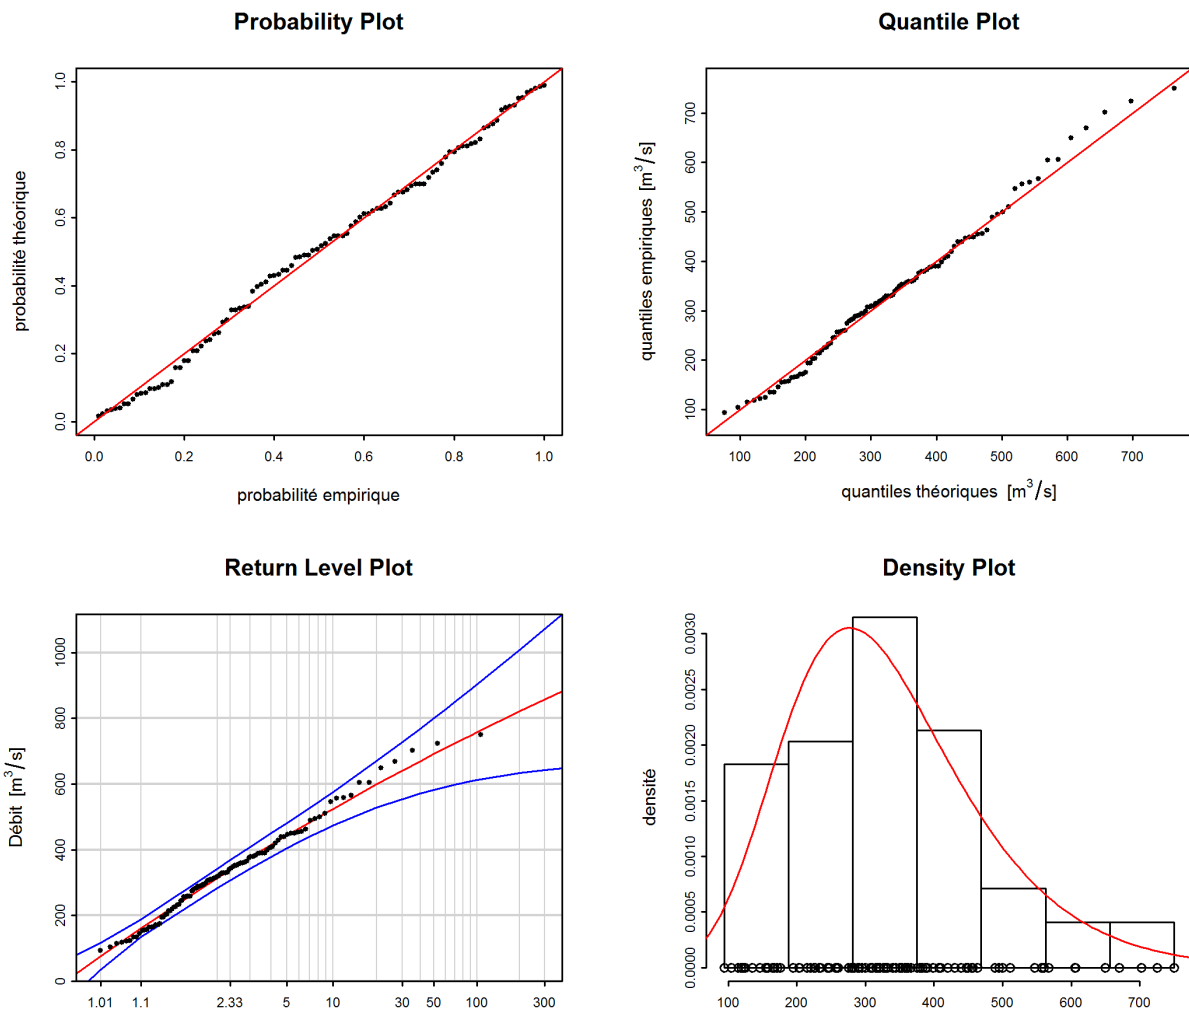 Probability Plot
probabilité théorique
0.0 0.2 0.4 0.6 0.8 1.0
0.0 0.2 0.4 0.6 0.8 1.0
probabilité empirique
Quantile Plot
quantiles empiriques [m³/s]
100 200 300 400 500 600 700
100 200 300 400 500 600 700
quantiles théoriques [m³/s]
Return Level Plot
Débit [m³/s]
0 200 400 600 800 1000
1.01 1.1 2.33 5 10 30 50 100 300
Density Plot
densité
0.0000 0.0005 0.0010 0.0015 0.0020 0.0025 0.0030
100 200 300 400 500 600 700